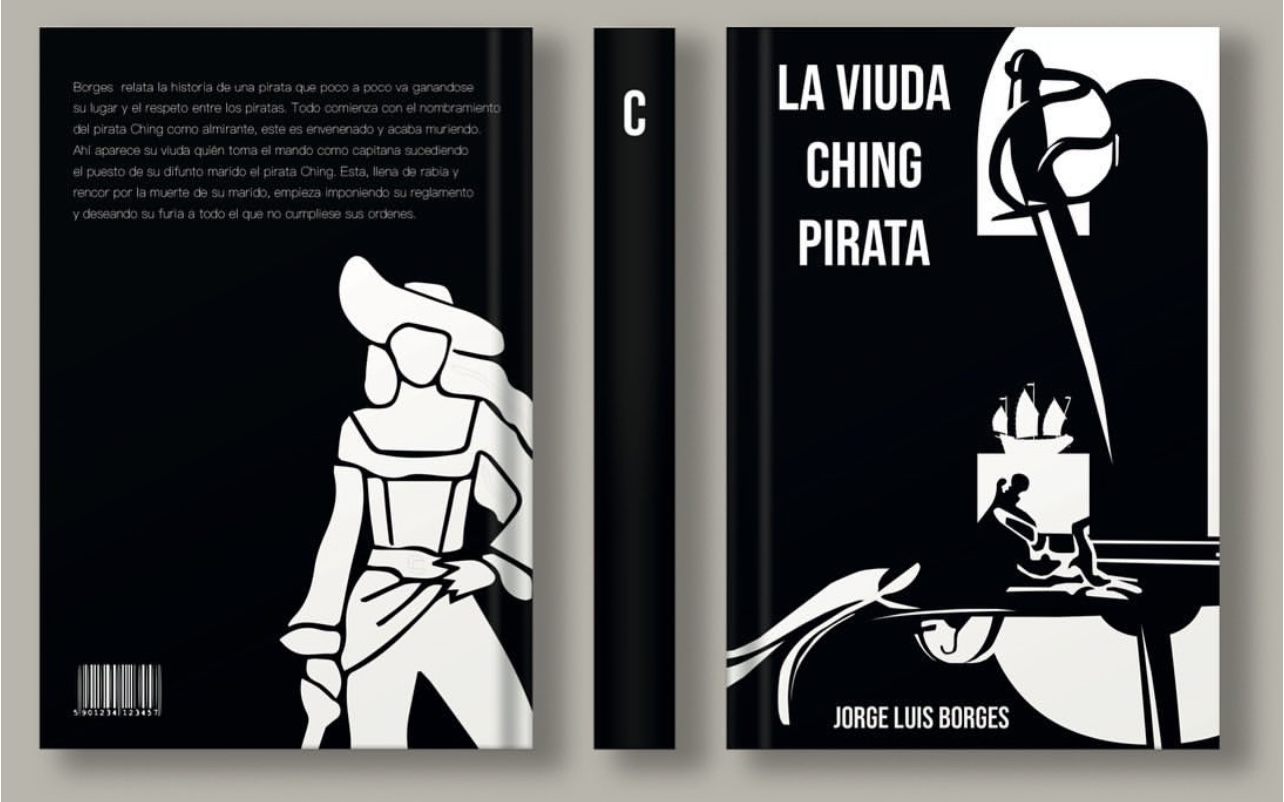 Borges relata la historia de una pirata que poco a poco va ganandose
su lugar y el respeto entre los piratas. Todo comienza con el nombramiento
del pirata Ching como almirante, este es envenenado y acaba muriendo.
Ahí aparece su viuda quién toma el mando como capitana sucediendo
el puesto de su difunto marido el pirata Ching. Esta, llena de rabia y
rencor por la muerte de su marido, empieza imponiendo su reglamento
y deseando su furia a todo el que no cumpliese sus ordenes.
5 901234 123457
C
LA VIUDA
CHING
PIRATA
JORGE LUIS BORGES